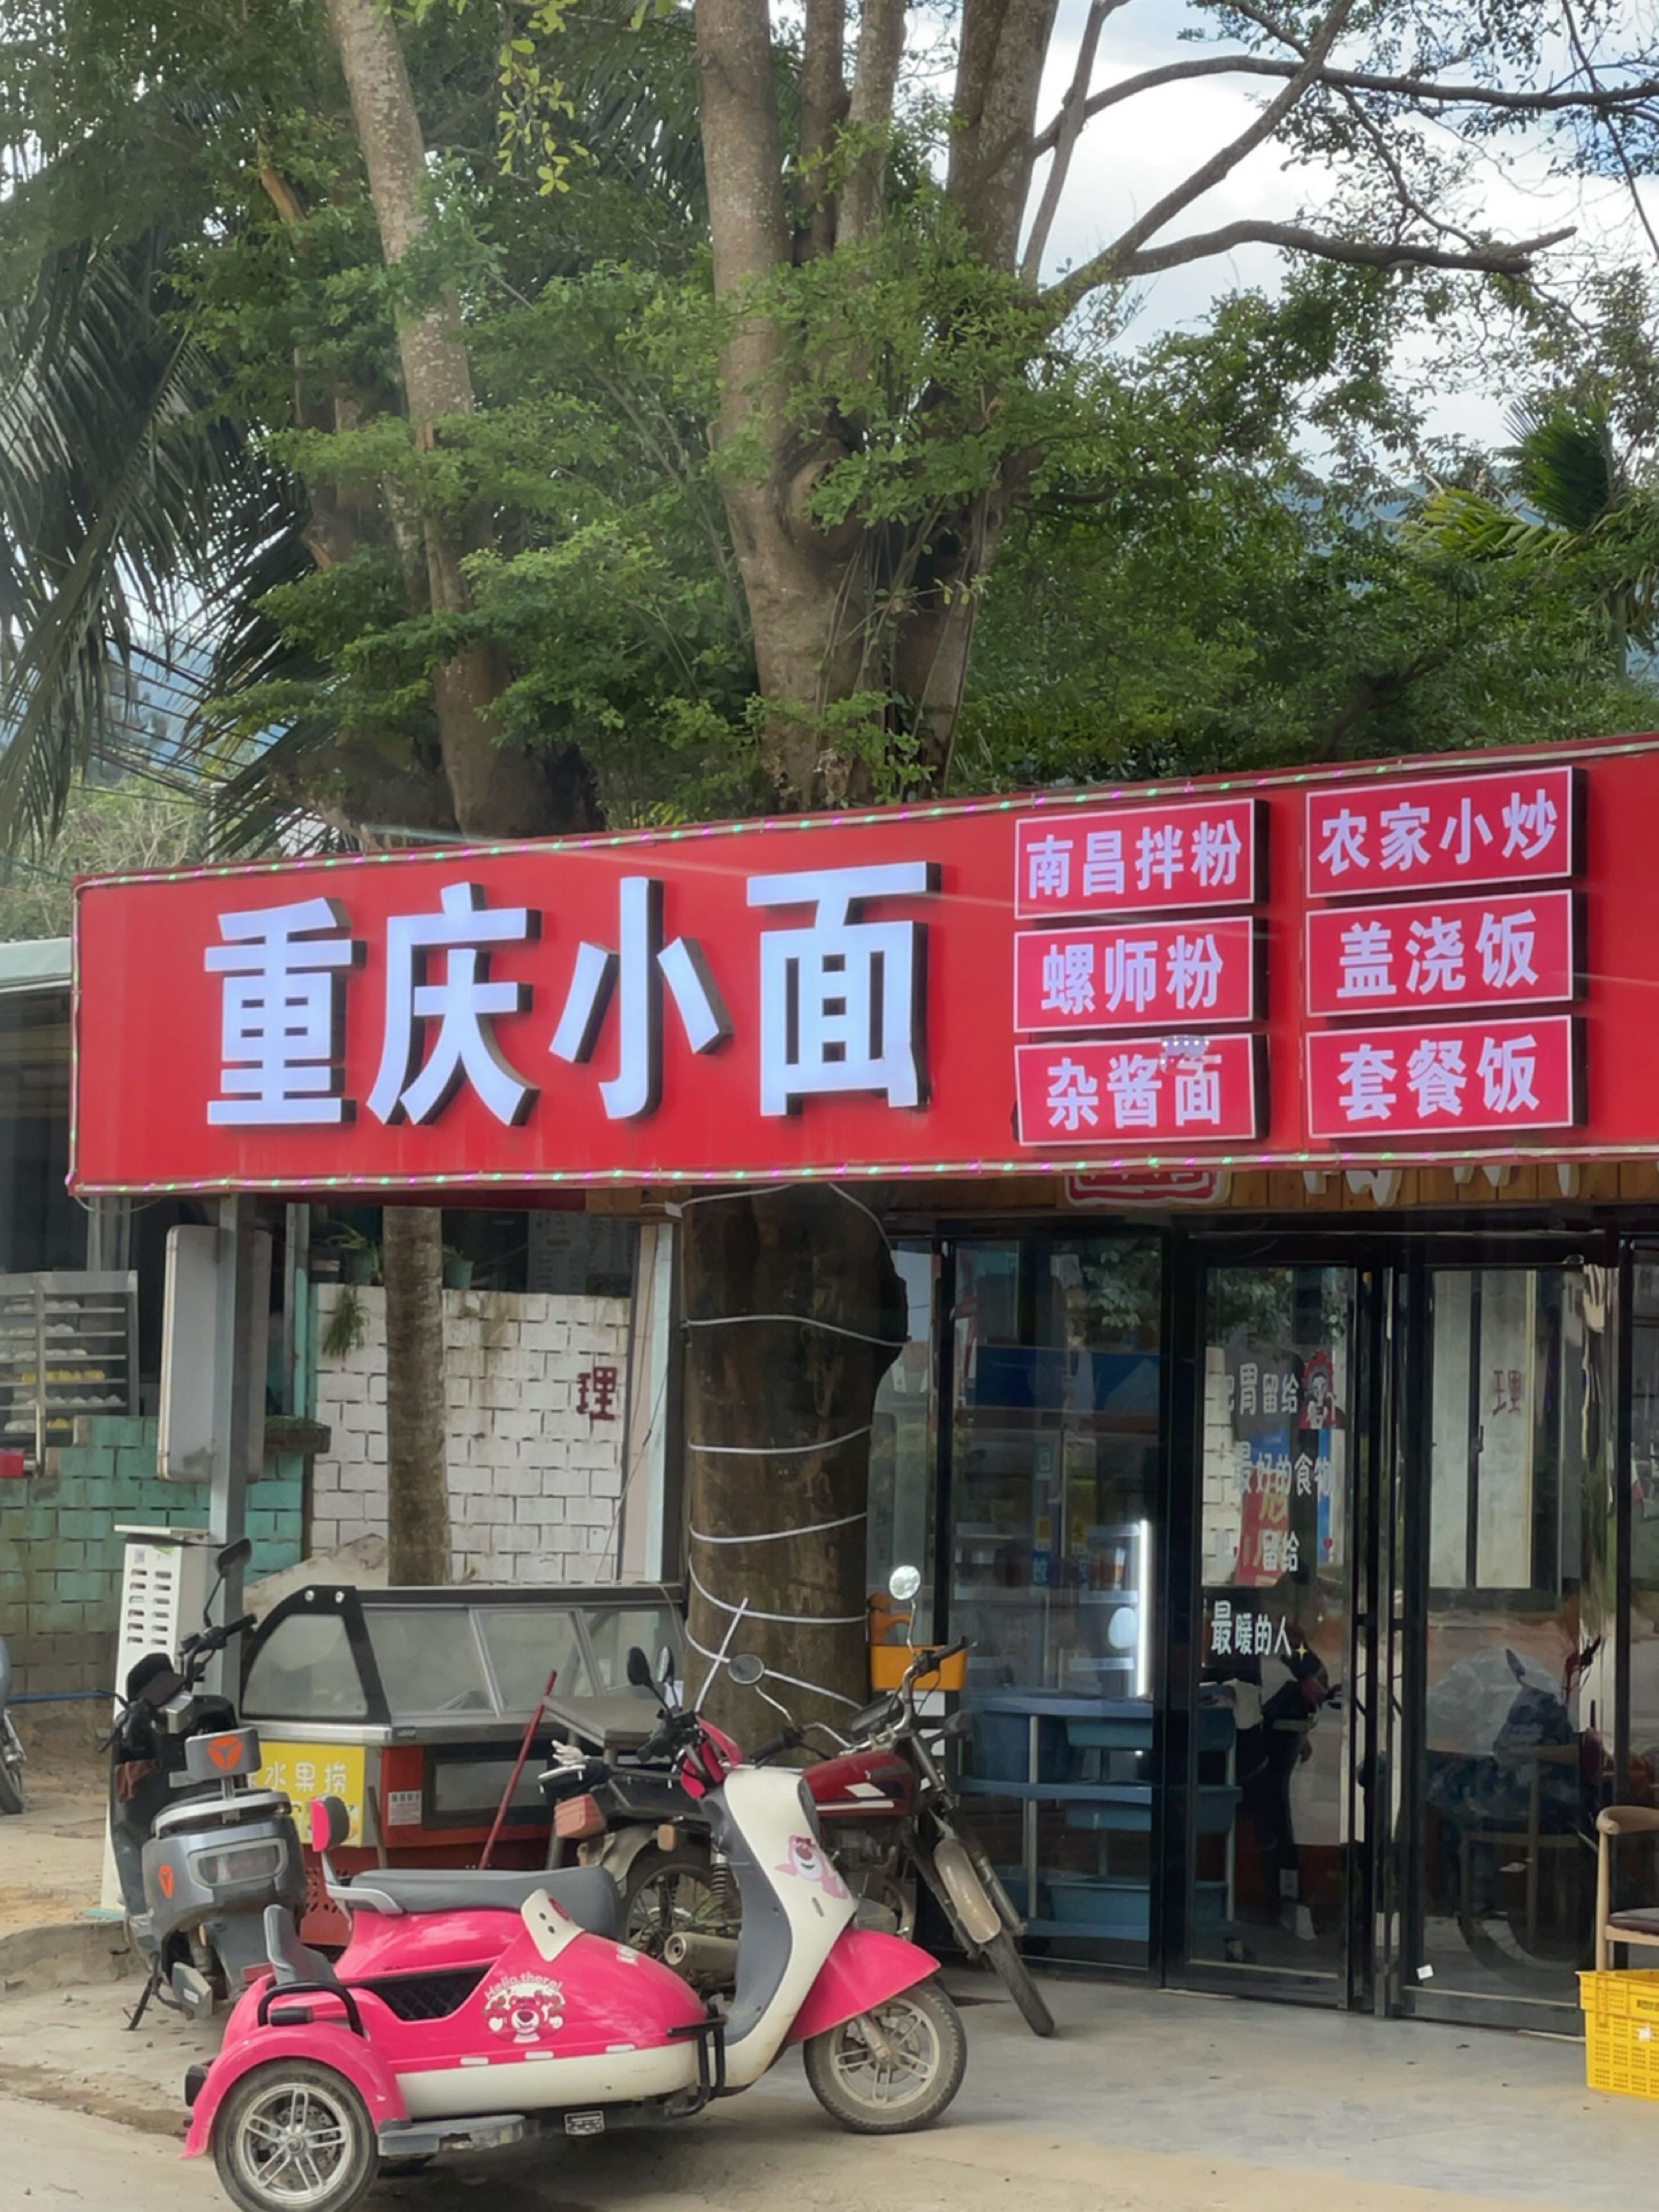 重庆小面
南昌拌粉
螺师粉
杂酱面
农家小炒
盖浇饭
套餐饭
理
胃留给
最好的食物
留给
最暖的人
水果捞
Hello there!